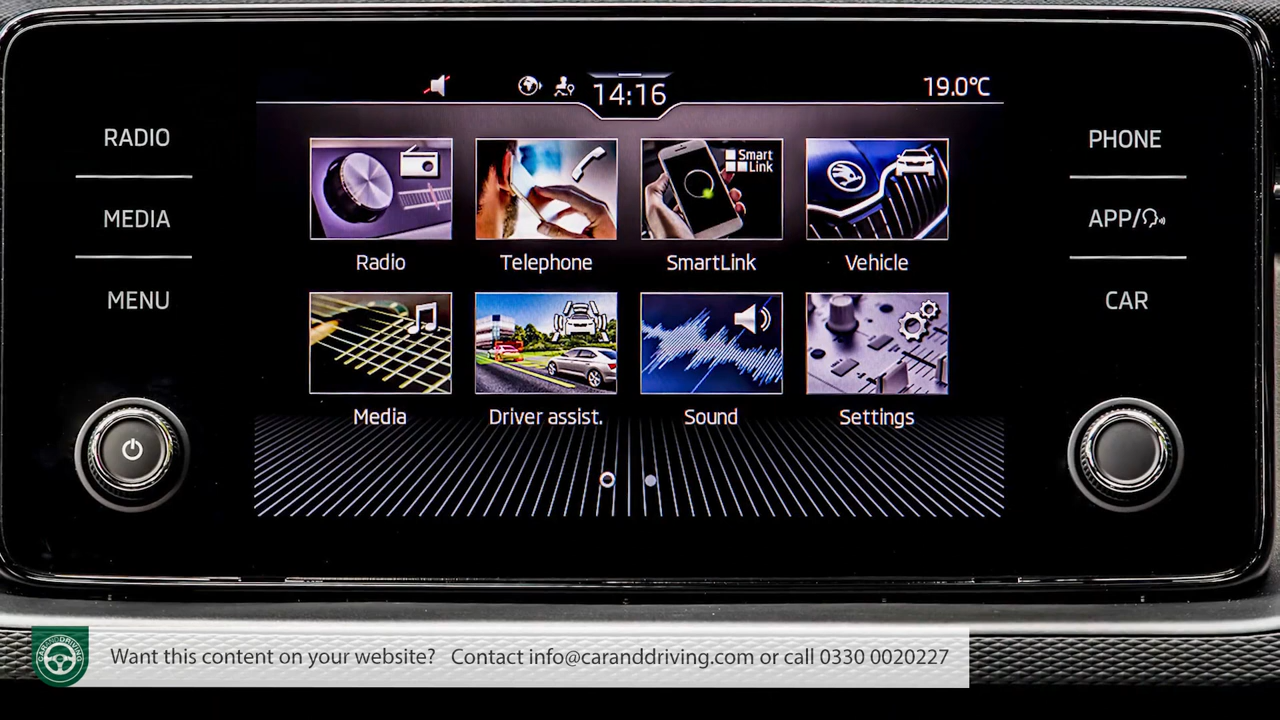 14:16
19.0°C
RADIO
MEDIA
MENU
Smart
Link
Radio
Telephone
SmartLink
Vehicle
Media
Driver assist.
Sound
Settings
PHONE
APP/
CAR
CARANDDRIVING
Want this content on your website? Contact info@caranddriving.com or call 0330 0020227